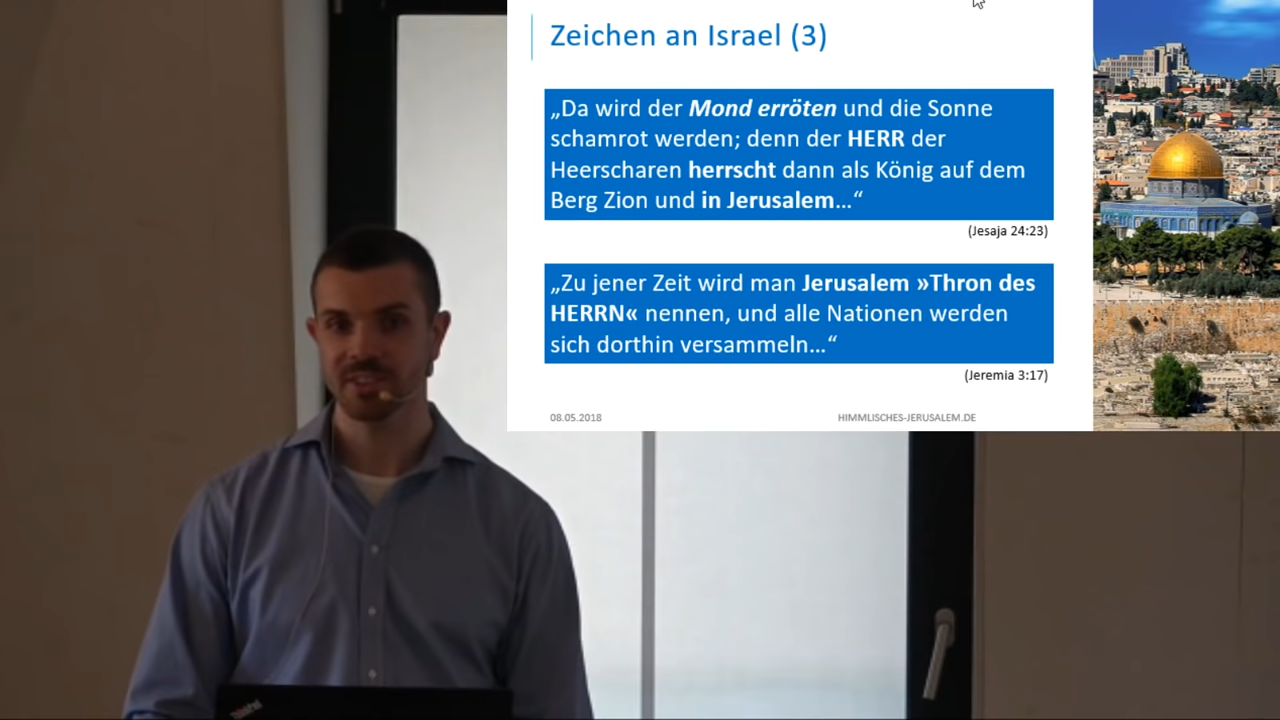 Zeichen an Israel (3)
„Da wird der Mond erröten und die Sonne
schamrot werden; denn der HERR der
Heerscharen herrscht dann als König auf dem
Berg Zion und in Jerusalem…“
(Jesaja 24:23)
„Zu jener Zeit wird man Jerusalem »Thron des
HERRN« nennen, und alle Nationen werden
sich dorthin versammeln…“
(Jeremia 3:17)
08.05.2018
HIMMLISCHES-JERUSALEM.DE
ThinkPad